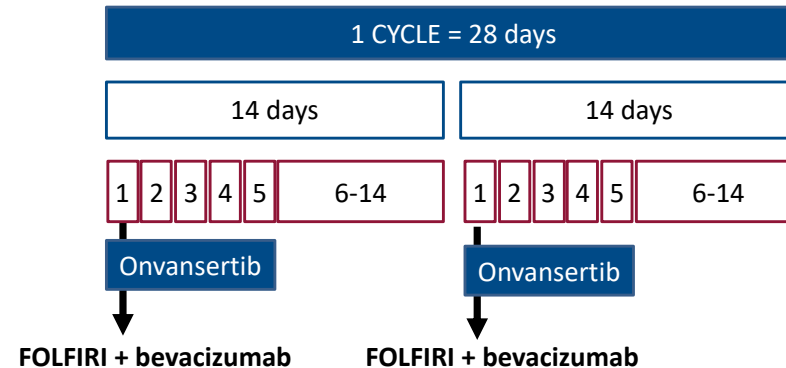 1 CYCLE = 28 days
14 days 14 days
1 2 3 4 5 6-14 1 2 3 4 5 6-14
Onvansertib Onvansertib
FOLFIRI + bevacizumab FOLFIRI + bevacizumab